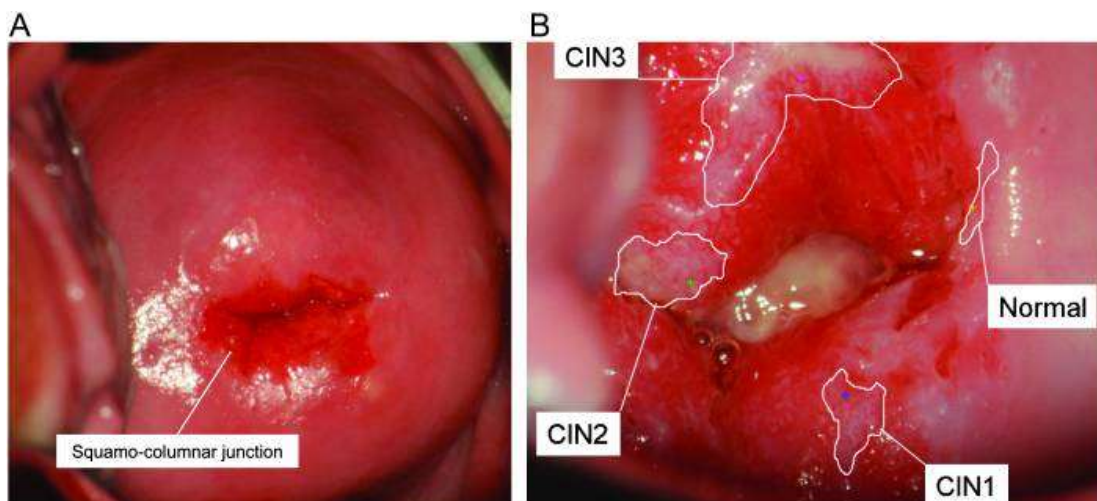 A
B
CIN3
Normal
Squamo-columnar junction
CIN2
CIN1